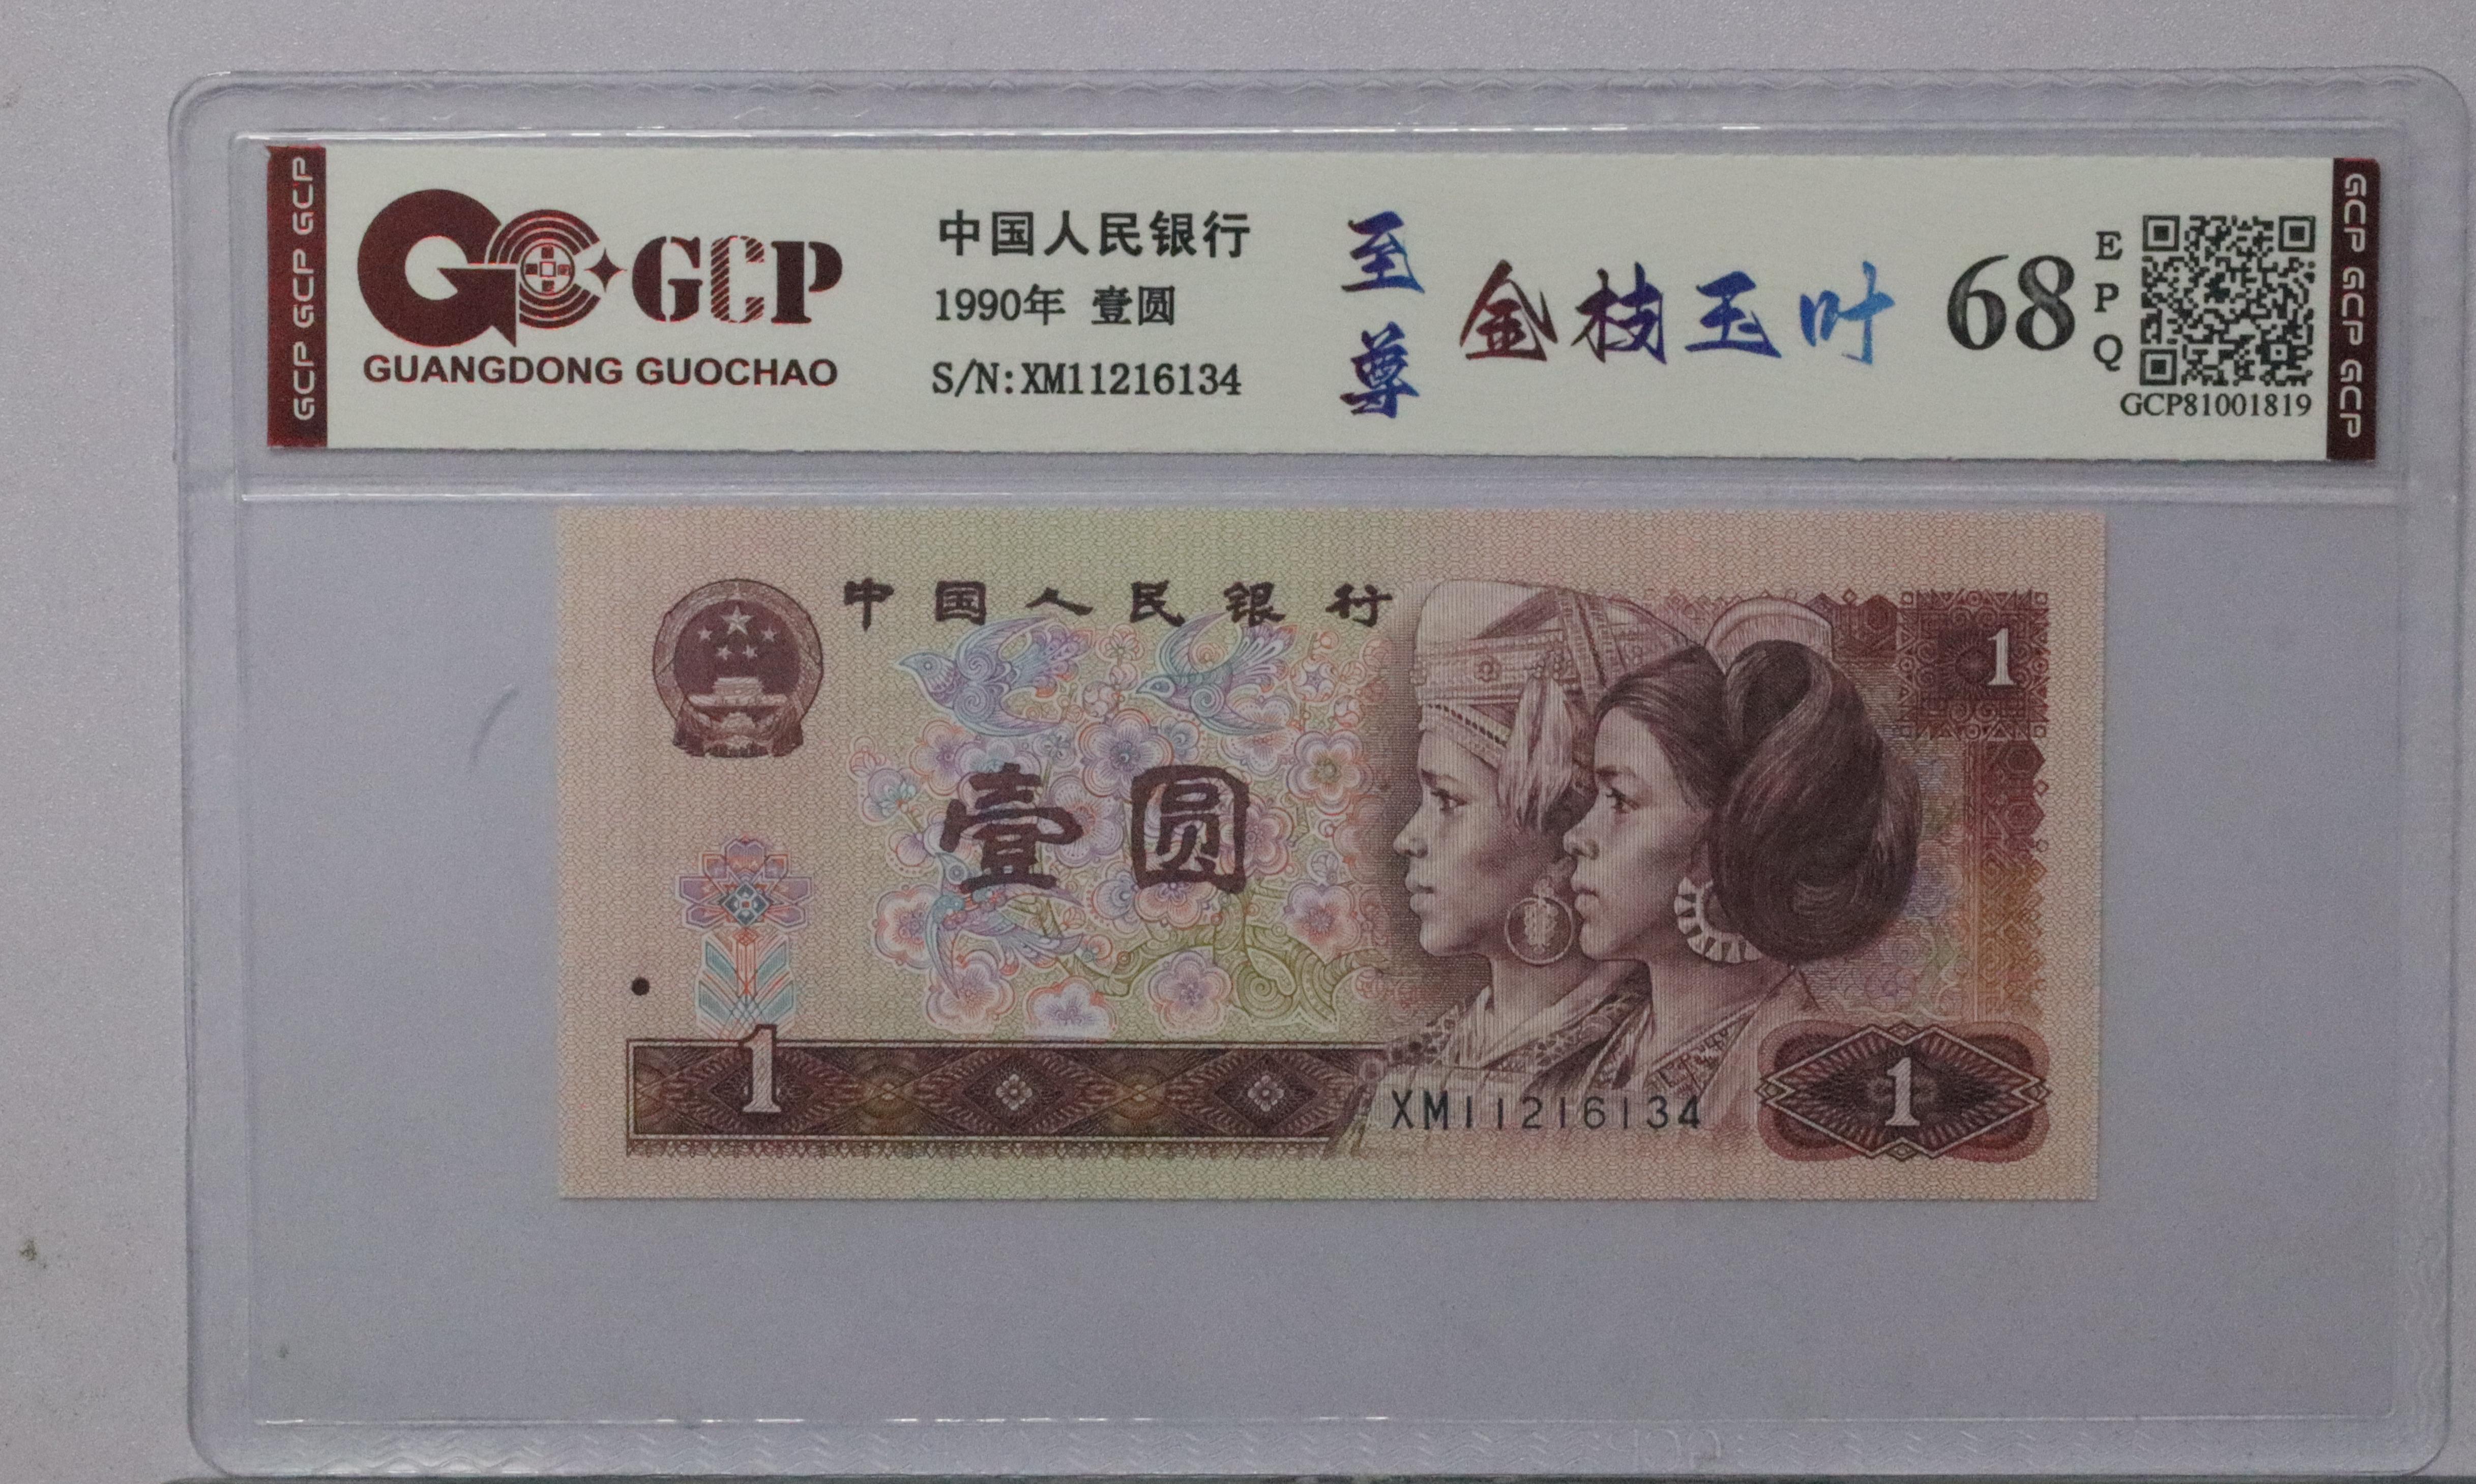 GCP GCP GCP
GCP
GUANGDONG GUOCHAO
中国人民银行
1990年 壹圆
S/N:XM11216134
至尊
金枝玉叶
68
EPQ
GCP81001819
GCP GCP GCP
中国人民银行
1
壹圆
1
XM11216134
1